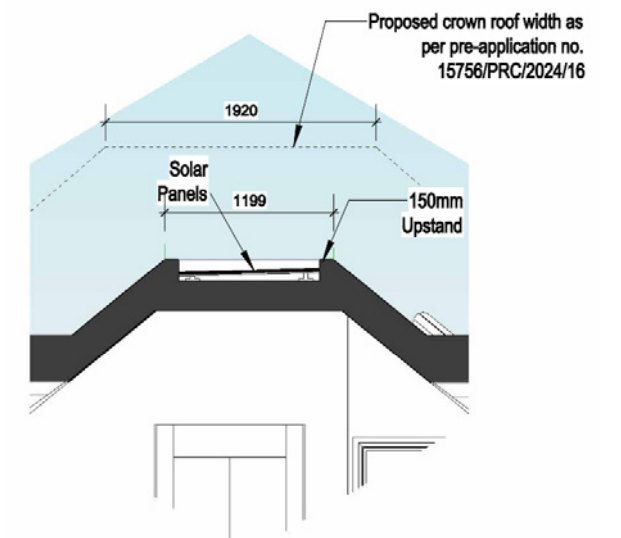 Proposed crown roof width as
per pre-application no.
15756/PRC/2024/16
1920
Solar
Panels
1199
150mm
Upstand